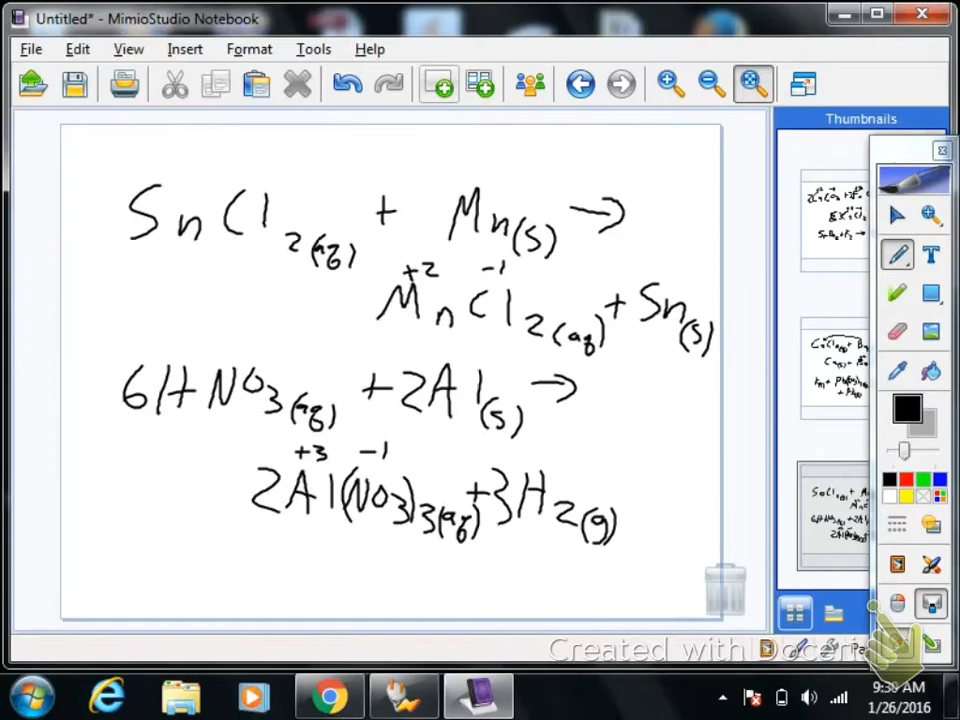 Untitled* - MimioStudio Notebook
File Edit View Insert Format Tools Help
Thumbnails
SnCl2(aq) + Mn(s) →
+2 -1
MnCl2(aq) + Sn(s)
6HNO3(aq) + 2Al(s) →
+3 -1
2Al(NO3)3(aq) + 3H2(g)
Created with Doceri
9:30 AM
1/26/2016